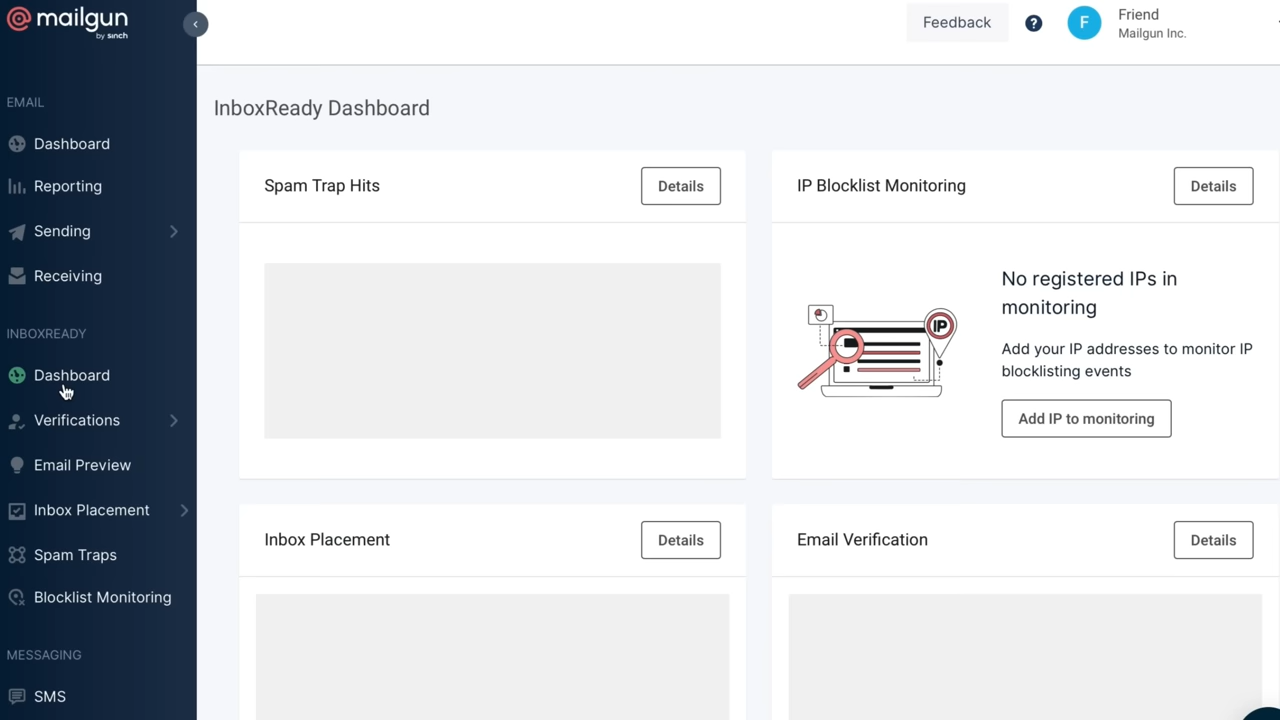 mailgun
by sinch
Feedback
?
F
Friend
Mailgun Inc.
EMAIL
Dashboard
Reporting
Sending
Receiving
INBOXREADY
Dashboard
Verifications
Email Preview
Inbox Placement
Spam Traps
Blocklist Monitoring
MESSAGING
SMS
InboxReady Dashboard
Spam Trap Hits
Details
IP Blocklist Monitoring
Details
IP
No registered IPs in
monitoring
Add your IP addresses to monitor IP
blocklisting events
Add IP to monitoring
Inbox Placement
Details
Email Verification
Details